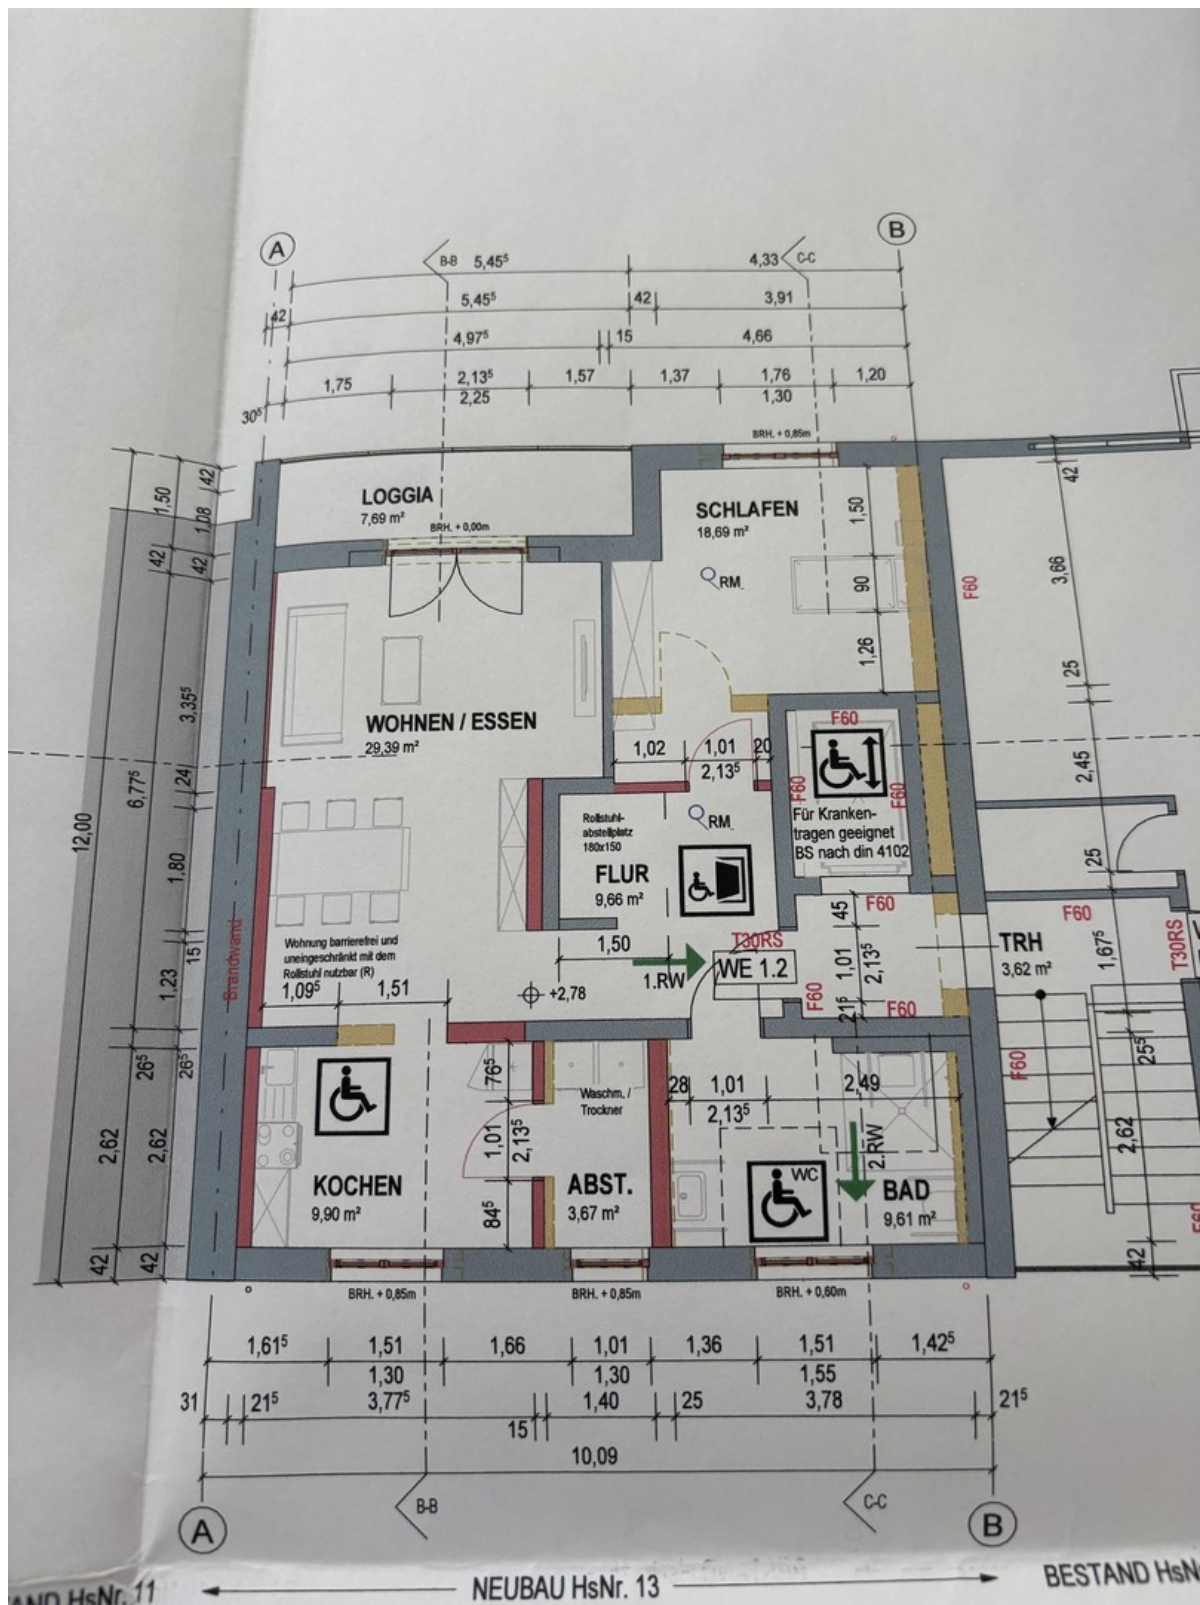 A
B
B-B
5,45⁵
4,33
C-C
5,45⁵
42
3,91
42
4,97⁵
15
4,66
1,75
2,13⁵
2,25
1,57
1,37
1,76
1,30
1,20
30⁵
BRH. + 0,85m
LOGGIA
7,69 m²
BRH. + 0,00m
SCHLAFEN
18,69 m²
RM
1,50
90
1,26
42
1,50
1,08
42
42
42
3,66
25
F60
3,35⁵
6,77⁵
24
12,00
WOHNEN / ESSEN
29,39 m²
1,02
1,01
2,13⁵
20
F60
F60
F60
Für Kranken-
tragen geeignet
BS nach din 4102
2,45
25
1,80
Rollstuhl-
abstellplatz
180x150
RM
FLUR
9,66 m²
45
F60
F60
Wohnung barrierefrei und
uneingeschränkt mit dem
Rollstuhl nutzbar (R)
Brandwand
15
1,23
1,50
T30RS
WE 1.2
1.RW
1,01
2,13⁵
TRH
3,62 m²
1,67⁵
T30RS
1,09⁵
1,51
+2,78
F60
21⁵
F60
26⁵
26⁵
76⁵
Waschm. /
Trockner
28
1,01
2,13⁵
2,49
F60
25⁵
2,62
2,62
1,01
2,13⁵
2.RW
2,62
KOCHEN
9,90 m²
84⁵
ABST.
3,67 m²
WC
BAD
9,61 m²
F60
42
42
42
BRH. + 0,85m
BRH. + 0,85m
BRH. + 0,60m
1,61⁵
1,51
1,30
1,66
1,01
1,30
1,36
1,51
1,55
1,42⁵
31
21⁵
3,77⁵
15
1,40
25
3,78
21⁵
10,09
B-B
C-C
A
B
AND HsNr. 11
NEUBAU HsNr. 13
BESTAND HsN